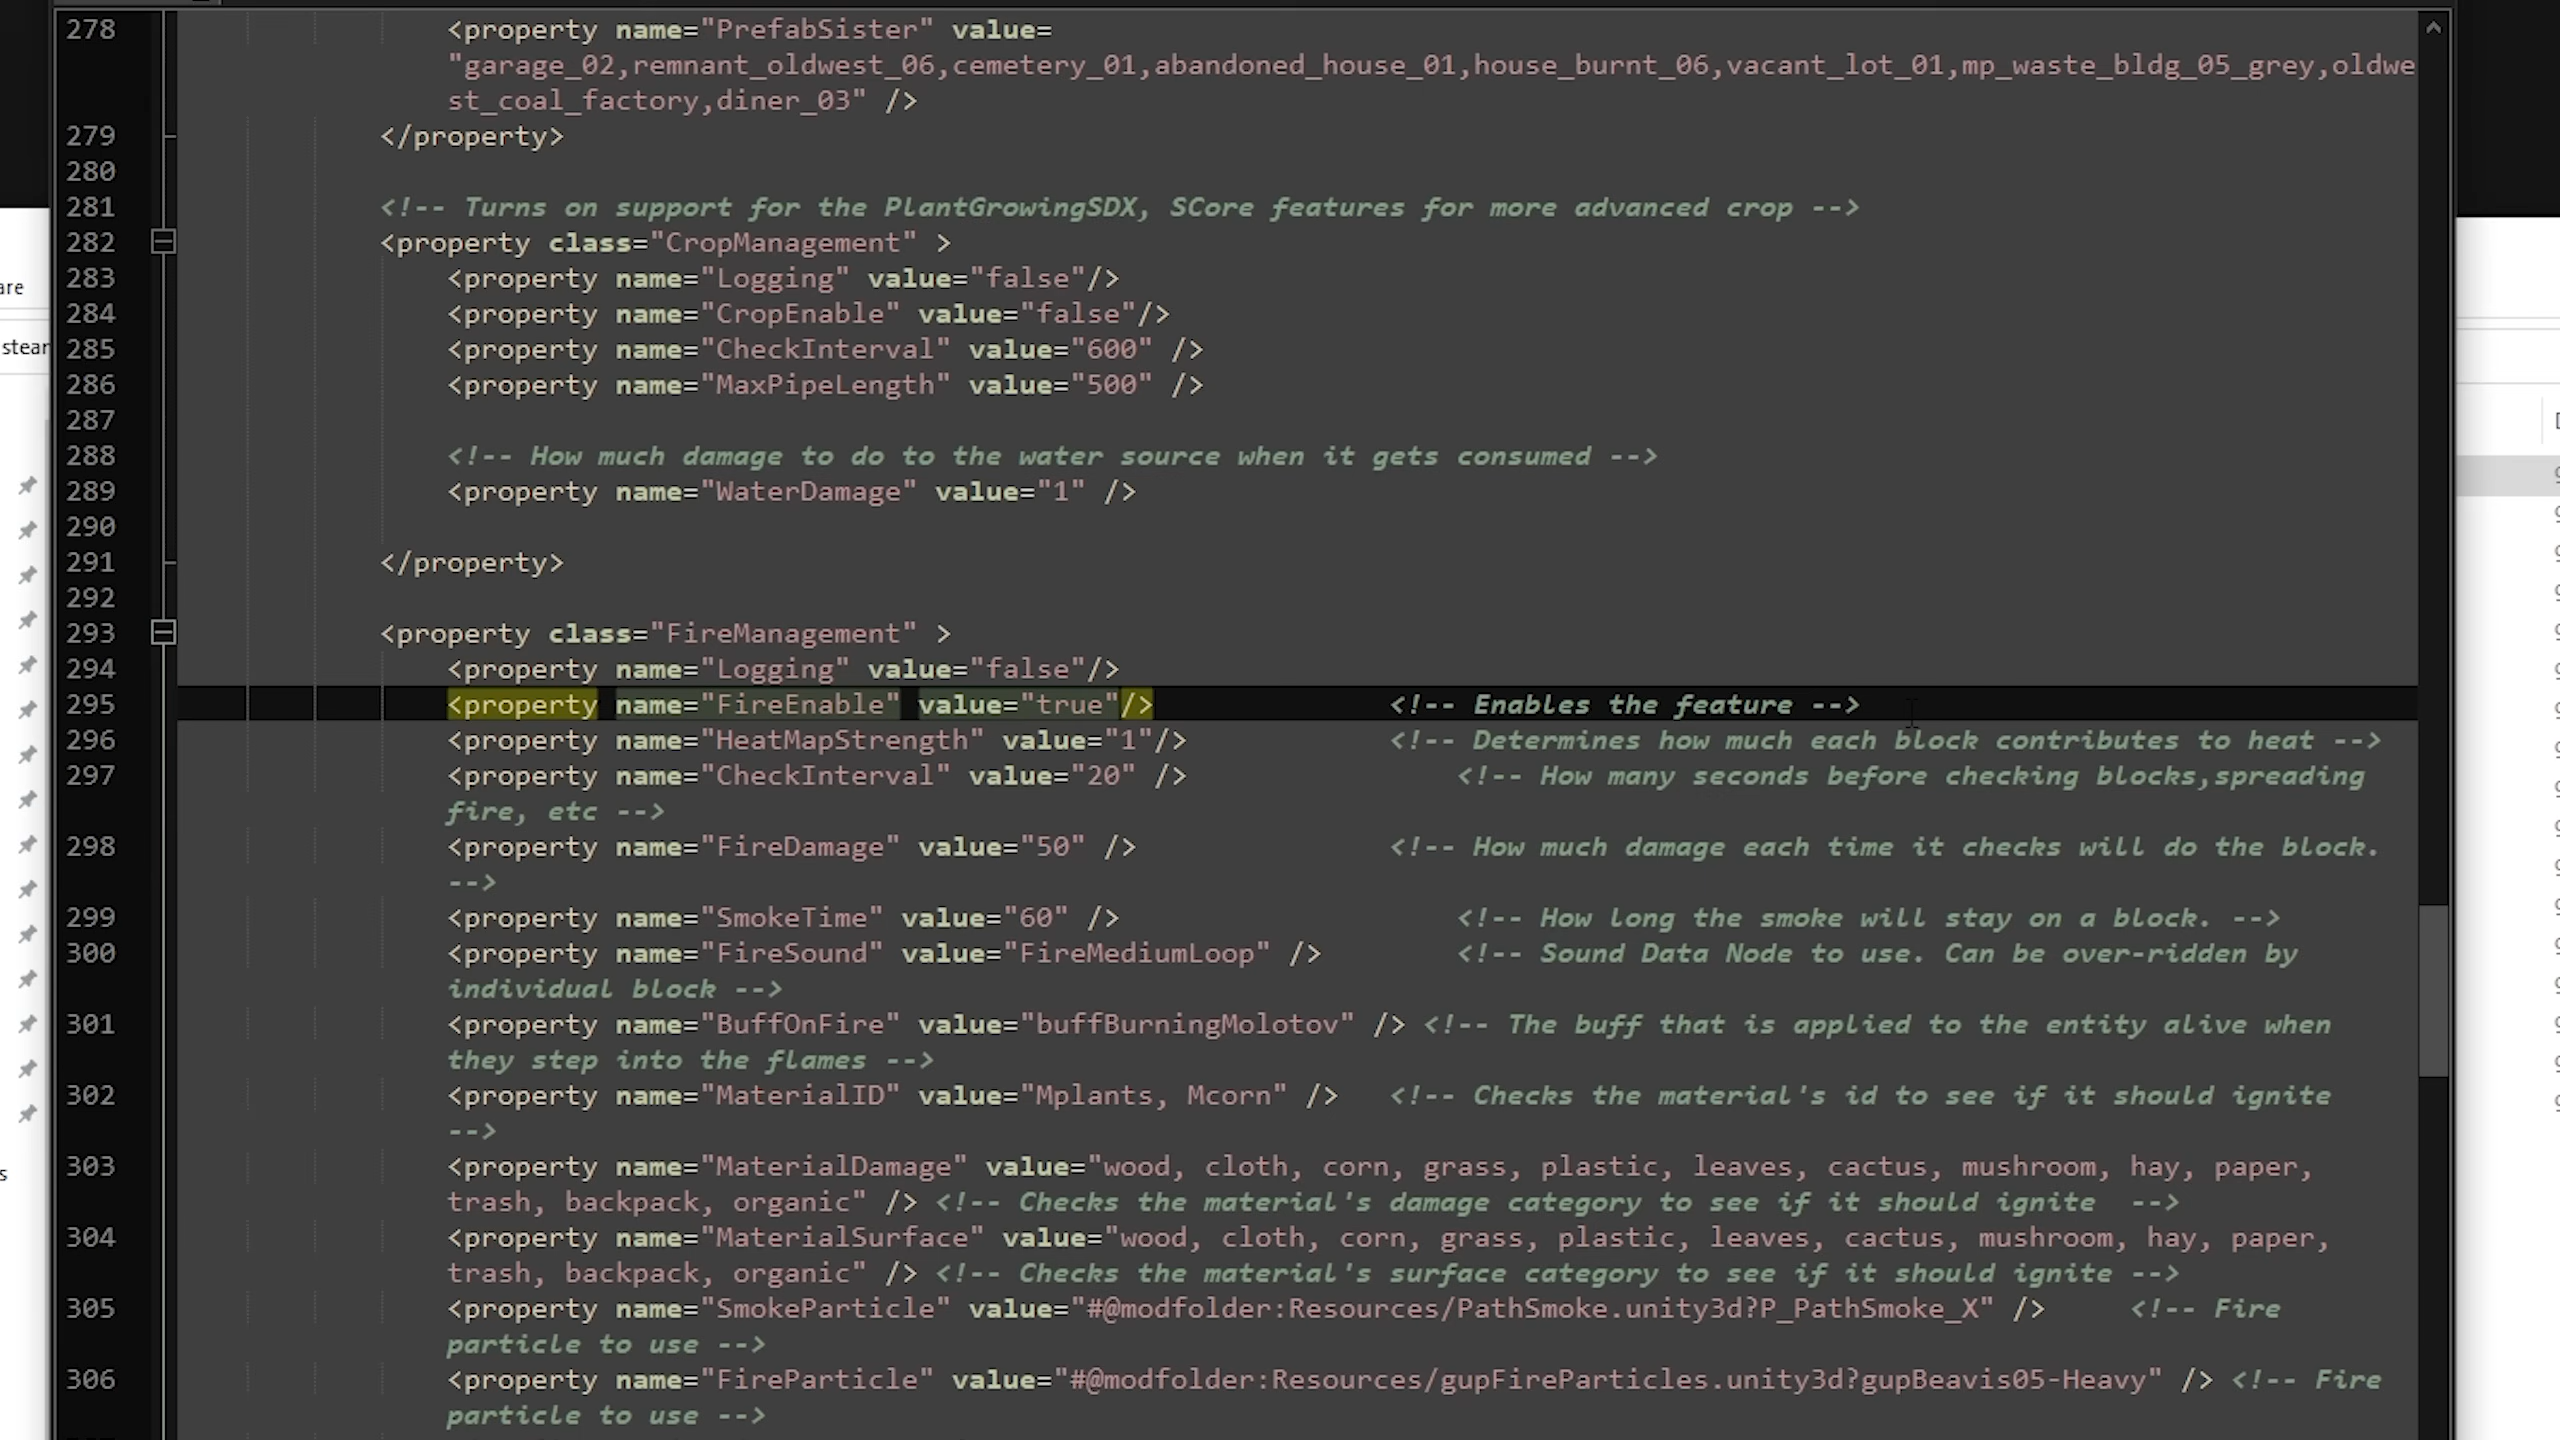 278 <property name="PrefabSister" value=
"garage_02,remnant_oldwest_06,cemetery_01,abandoned_house_01,house_burnt_06,vacant_lot_01,mp_waste_bldg_05_grey,oldwe
st_coal_factory,diner_03" />
279 </property>
280
281 <!-- Turns on support for the PlantGrowingSDX, SCore features for more advanced crop -->
282 <property class="CropManagement" >
283 <property name="Logging" value="false"/>
284 <property name="CropEnable" value="false"/>
285 <property name="CheckInterval" value="600" />
286 <property name="MaxPipeLength" value="500" />
287
288 <!-- How much damage to do to the water source when it gets consumed -->
289 <property name="WaterDamage" value="1" />
290
291 </property>
292
293 <property class="FireManagement" >
294 <property name="Logging" value="false"/>
295 <property name="FireEnable" value="true"/> <!-- Enables the feature -->
296 <property name="HeatMapStrength" value="1"/> <!-- Determines how much each block contributes to heat -->
297 <property name="CheckInterval" value="20" /> <!-- How many seconds before checking blocks,spreading
fire, etc -->
298 <property name="FireDamage" value="50" /> <!-- How much damage each time it checks will do the block.
-->
299 <property name="SmokeTime" value="60" /> <!-- How long the smoke will stay on a block. -->
300 <property name="FireSound" value="FireMediumLoop" /> <!-- Sound Data Node to use. Can be over-ridden by
individual block -->
301 <property name="BuffOnFire" value="buffBurningMolotov" /> <!-- The buff that is applied to the entity alive when
they step into the flames -->
302 <property name="MaterialID" value="Mplants, Mcorn" /> <!-- Checks the material's id to see if it should ignite
-->
303 <property name="MaterialDamage" value="wood, cloth, corn, grass, plastic, leaves, cactus, mushroom, hay, paper,
trash, backpack, organic" /> <!-- Checks the material's damage category to see if it should ignite  -->
304 <property name="MaterialSurface" value="wood, cloth, corn, grass, plastic, leaves, cactus, mushroom, hay, paper,
trash, backpack, organic" /> <!-- Checks the material's surface category to see if it should ignite -->
305 <property name="SmokeParticle" value="#@modfolder:Resources/PathSmoke.unity3d?P_PathSmoke_X" /> <!-- Fire
particle to use -->
306 <property name="FireParticle" value="#@modfolder:Resources/gupFireParticles.unity3d?gupBeavis05-Heavy" /> <!-- Fire
particle to use -->